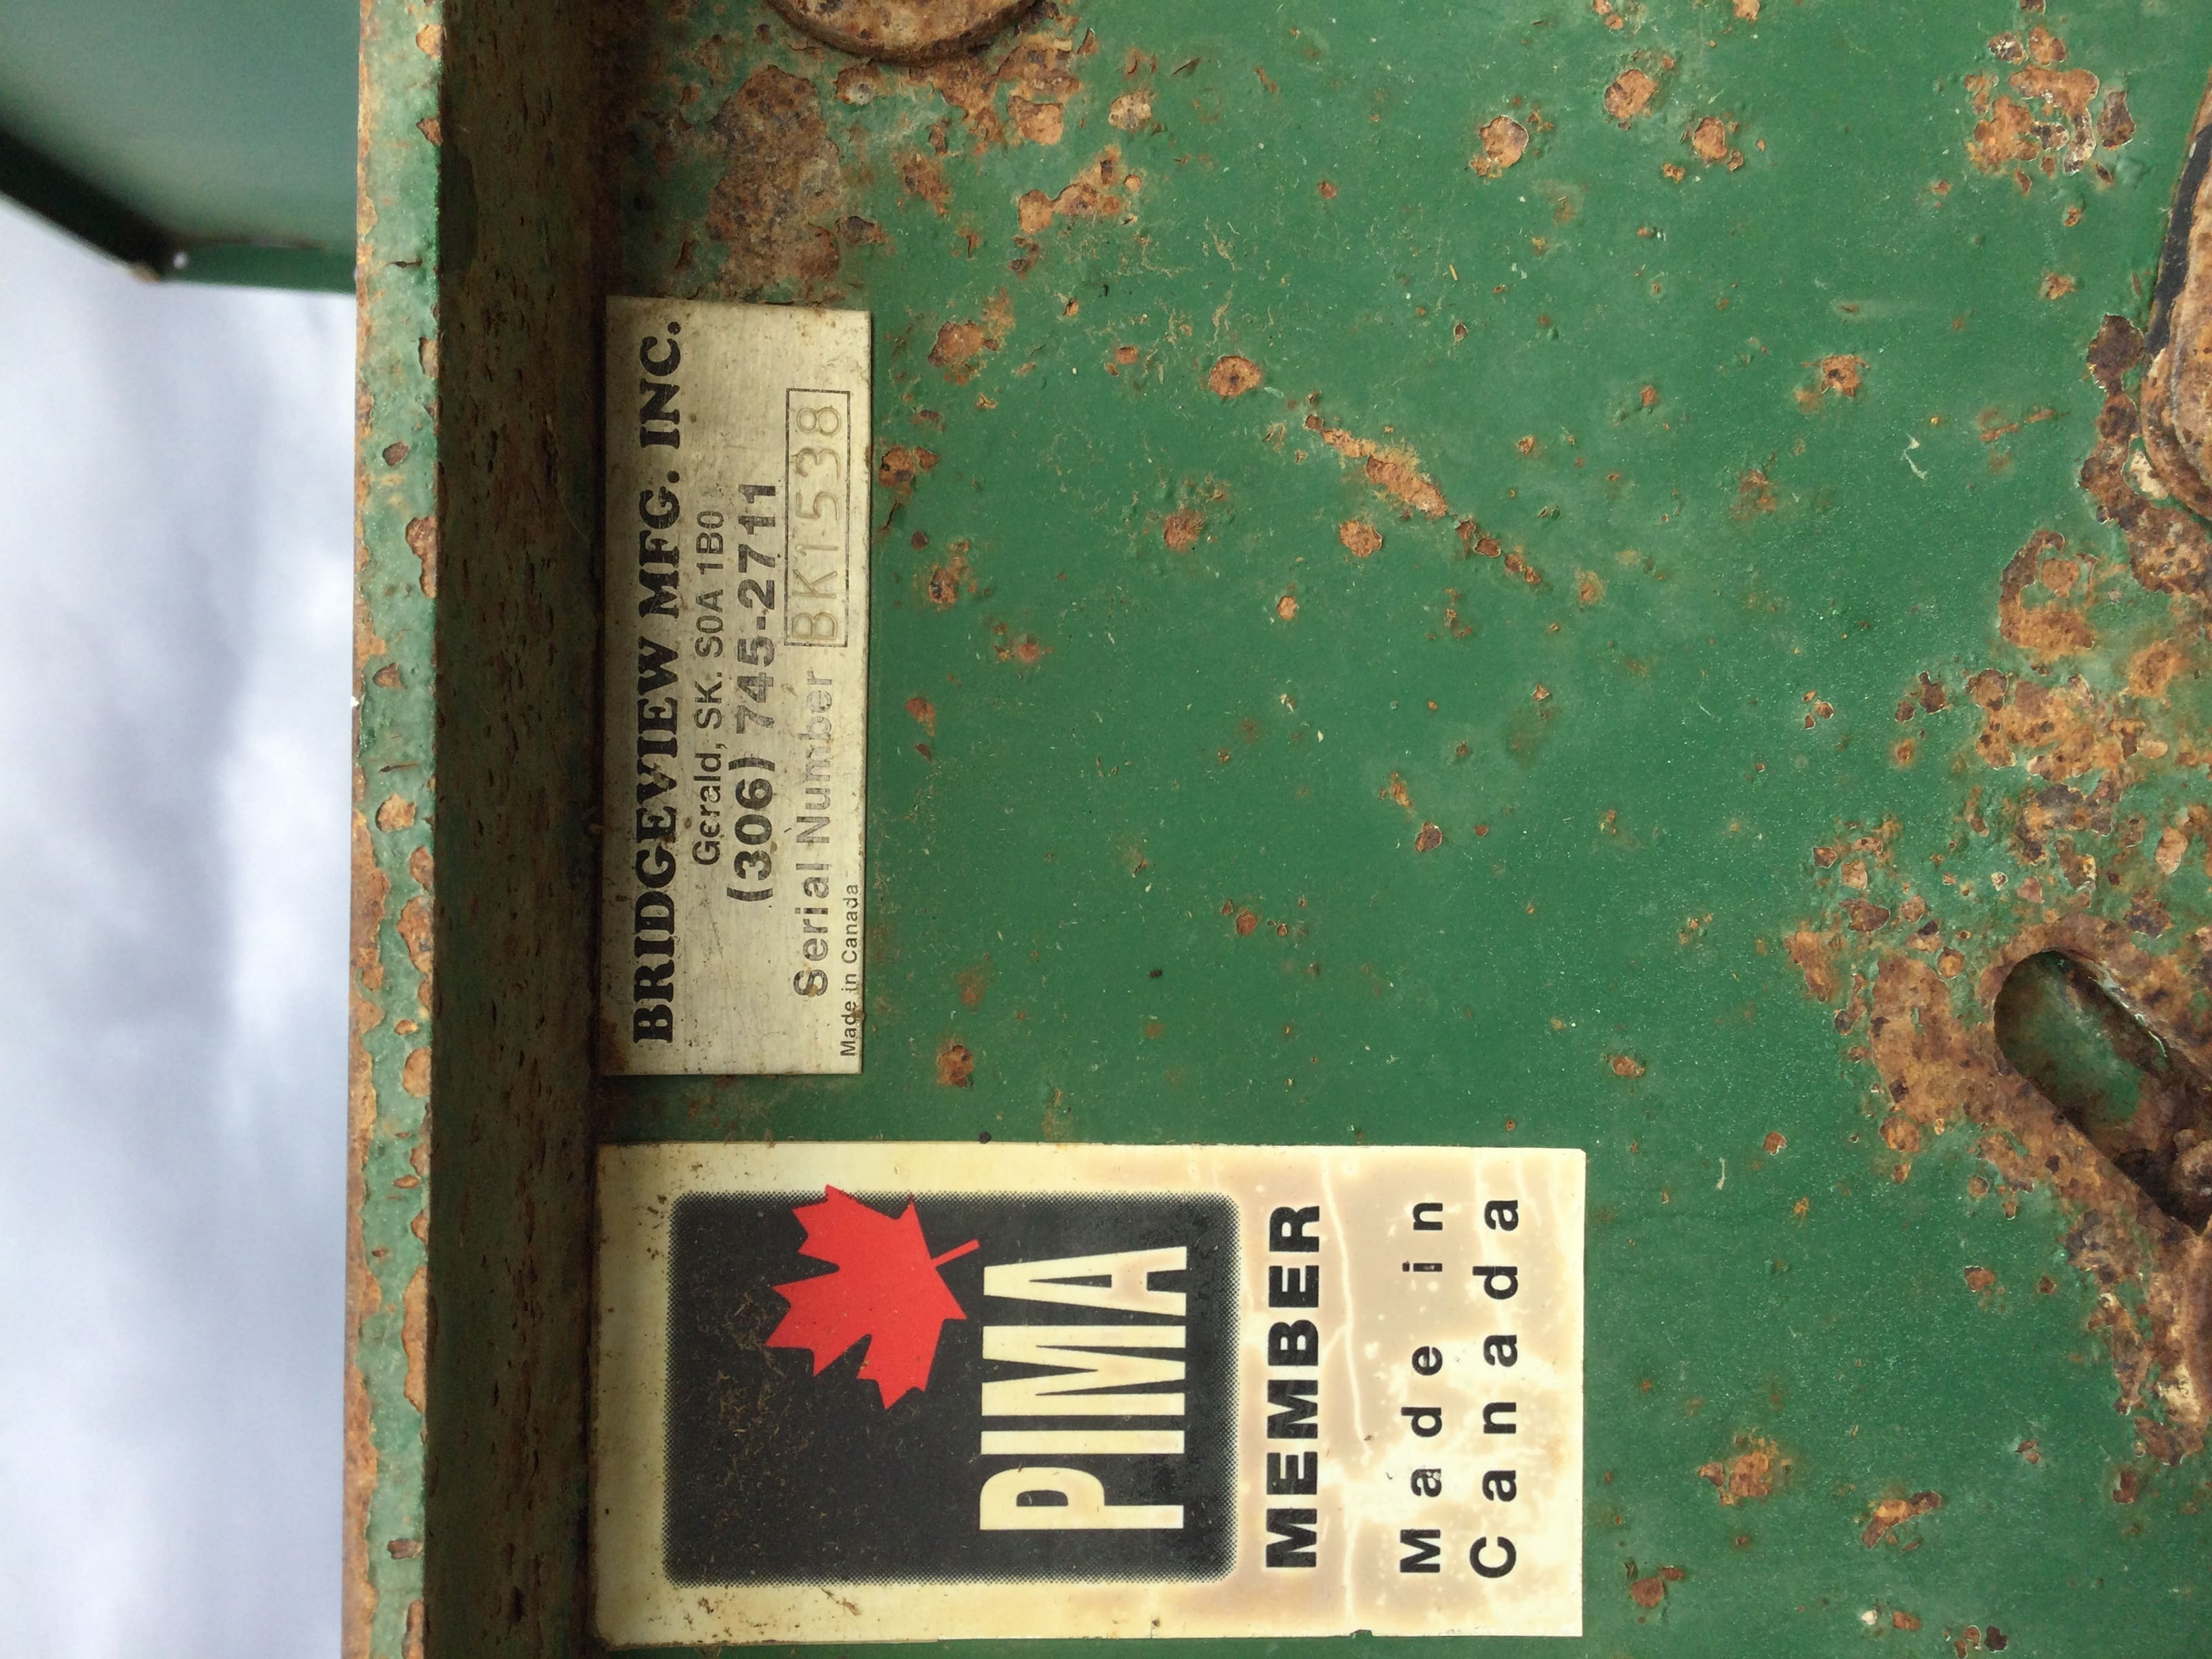 BRIDGEVIEW MFG. INC.
Gerald, SK. S0A 1B0
(306) 745-2711
Serial Number BK1538
Made in Canada
PIMA
MEMBER
Made in
Canada